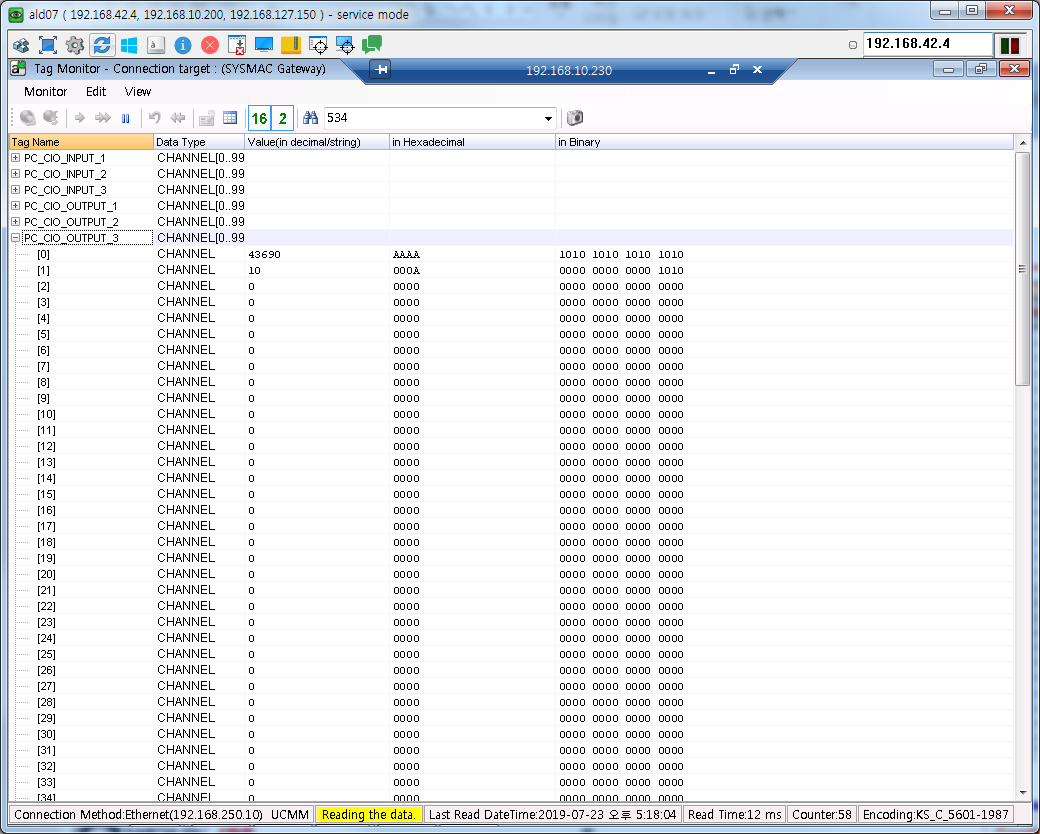 ald07 ( 192.168.42.4, 192.168.10.200, 192.168.127.150 ) - service mode
192.168.42.4
Tag Monitor - Connection target : (SYSMAC Gateway)
192.168.10.230
Monitor Edit View
16 2 534
Tag Name Data Type Value(in decimal/string) in Hexadecimal in Binary
PC_CIO_INPUT_1 CHANNEL[0..99
PC_CIO_INPUT_2 CHANNEL[0..99
PC_CIO_INPUT_3 CHANNEL[0..99
PC_CIO_OUTPUT_1 CHANNEL[0..99
PC_CIO_OUTPUT_2 CHANNEL[0..99
PC_CIO_OUTPUT_3 CHANNEL[0..99
[0] CHANNEL 43690 AAAA 1010 1010 1010 1010
[1] CHANNEL 10 000A 0000 0000 0000 1010
[2] CHANNEL 0 0000 0000 0000 0000 0000
[3] CHANNEL 0 0000 0000 0000 0000 0000
[4] CHANNEL 0 0000 0000 0000 0000 0000
[5] CHANNEL 0 0000 0000 0000 0000 0000
[6] CHANNEL 0 0000 0000 0000 0000 0000
[7] CHANNEL 0 0000 0000 0000 0000 0000
[8] CHANNEL 0 0000 0000 0000 0000 0000
[9] CHANNEL 0 0000 0000 0000 0000 0000
[10] CHANNEL 0 0000 0000 0000 0000 0000
[11] CHANNEL 0 0000 0000 0000 0000 0000
[12] CHANNEL 0 0000 0000 0000 0000 0000
[13] CHANNEL 0 0000 0000 0000 0000 0000
[14] CHANNEL 0 0000 0000 0000 0000 0000
[15] CHANNEL 0 0000 0000 0000 0000 0000
[16] CHANNEL 0 0000 0000 0000 0000 0000
[17] CHANNEL 0 0000 0000 0000 0000 0000
[18] CHANNEL 0 0000 0000 0000 0000 0000
[19] CHANNEL 0 0000 0000 0000 0000 0000
[20] CHANNEL 0 0000 0000 0000 0000 0000
[21] CHANNEL 0 0000 0000 0000 0000 0000
[22] CHANNEL 0 0000 0000 0000 0000 0000
[23] CHANNEL 0 0000 0000 0000 0000 0000
[24] CHANNEL 0 0000 0000 0000 0000 0000
[25] CHANNEL 0 0000 0000 0000 0000 0000
[26] CHANNEL 0 0000 0000 0000 0000 0000
[27] CHANNEL 0 0000 0000 0000 0000 0000
[28] CHANNEL 0 0000 0000 0000 0000 0000
[29] CHANNEL 0 0000 0000 0000 0000 0000
[30] CHANNEL 0 0000 0000 0000 0000 0000
[31] CHANNEL 0 0000 0000 0000 0000 0000
[32] CHANNEL 0 0000 0000 0000 0000 0000
[33] CHANNEL 0 0000 0000 0000 0000 0000
[34] CHANNEL 0 0000 0000 0000 0000 0000
Connection Method:Ethernet(192.168.250.10) UCMM Reading the data. Last Read DateTime:2019-07-23 오후 5:18:04 Read Time:12 ms Counter:58 Encoding:KS_C_5601-1987